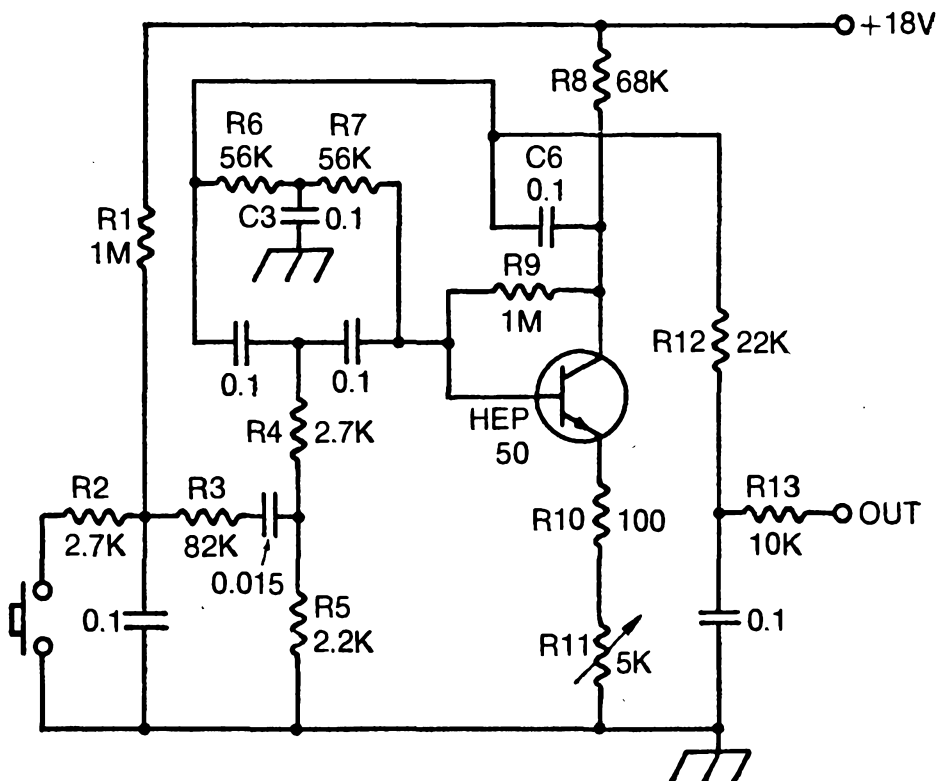 +18V
R8 68K
R6
56K
R7
56K
C6
0.1
C3 0.1
R1
1M
R9
1M
R12 22K
0.1
0.1
HEP
50
R4 2.7K
R2
2.7K
R3
82K
0.015
R10 100
R13
10K
OUT
0.1
R5
2.2K
R11 5K
0.1